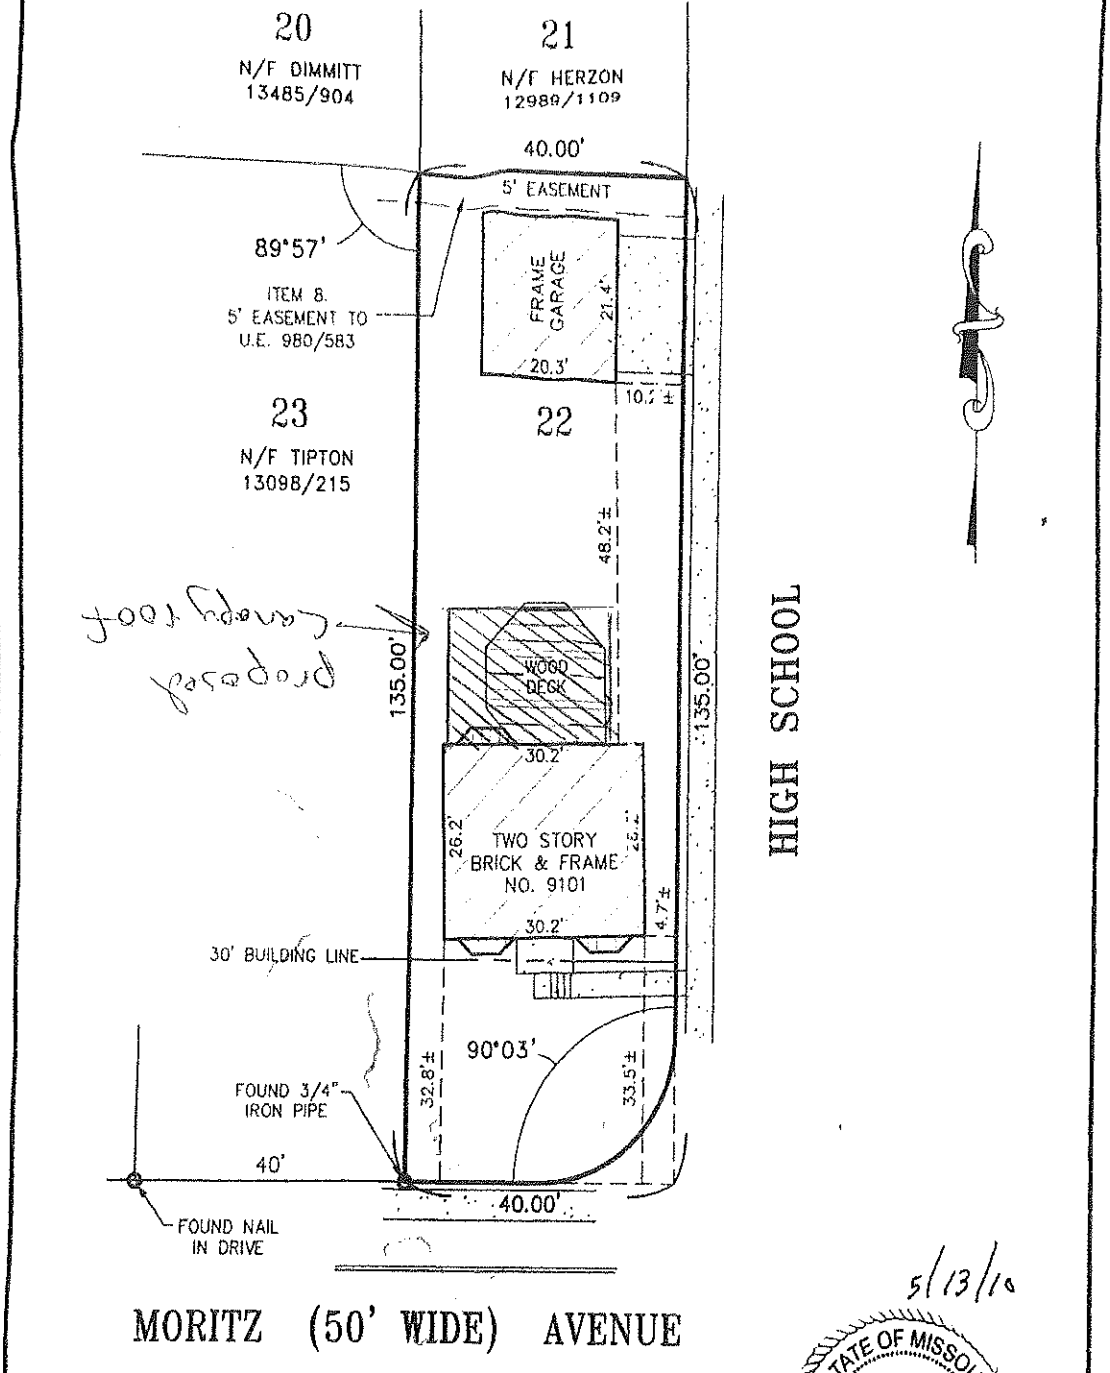 20
N/F DIMMITT
13485/904
21
N/F HERZON
12989/1109
40.00'
5' EASEMENT
89°57'
ITEM 8.
5' EASEMENT TO
U.E. 980/583
FRAME
GARAGE
21.4'
20.3'
10.2'±
23
N/F TIPTON
13098/215
22
48.2'±
proposed
Canopy roof
135.00'
WOOD
DECK
135.00'
HIGH SCHOOL
30.2'
26.2'
TWO STORY
BRICK & FRAME
NO. 9101
26.2'
30.2'
4.7'±
30' BUILDING LINE
90°03'
32.8'±
33.5'±
FOUND 3/4"
IRON PIPE
40'
40.00'
FOUND NAIL
IN DRIVE
5/13/10
MORITZ (50' WIDE) AVENUE
STATE OF MISSOU